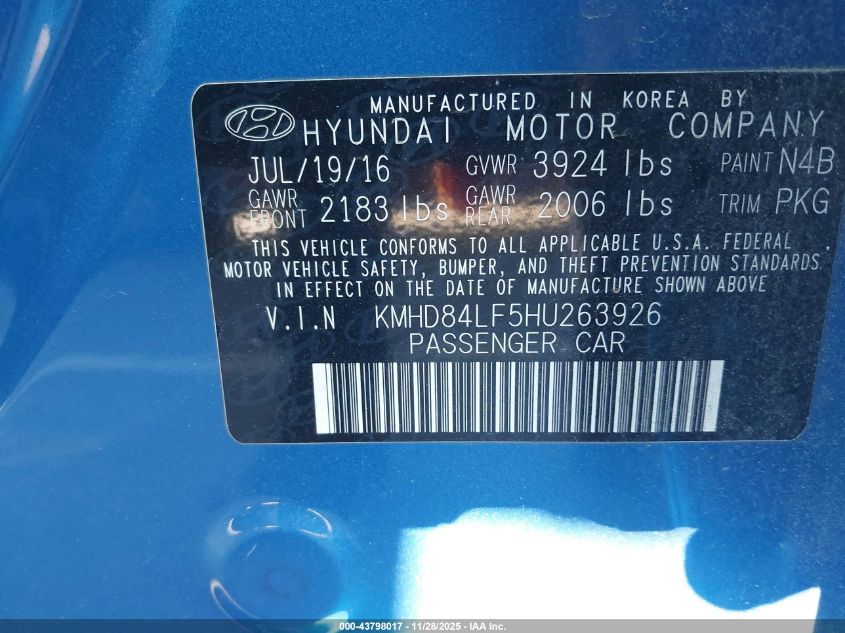 MANUFACTURED IN KOREA BY
HYUNDAI MOTOR COMPANY
JUL/19/16 GVWR 3924 lbs PAINT N4B
GAWR FRONT 2183 lbs GAWR REAR 2006 lbs TRIM PKG
THIS VEHICLE CONFORMS TO ALL APPLICABLE U.S.A. FEDERAL
MOTOR VEHICLE SAFETY, BUMPER, AND THEFT PREVENTION STANDARDS
IN EFFECT ON THE DATE OF MANUFACTURE SHOWN ABOVE
V.I.N KMHD84LF5HU263926
PASSENGER CAR
000-43798017 - 11/28/2025 - IAA Inc.